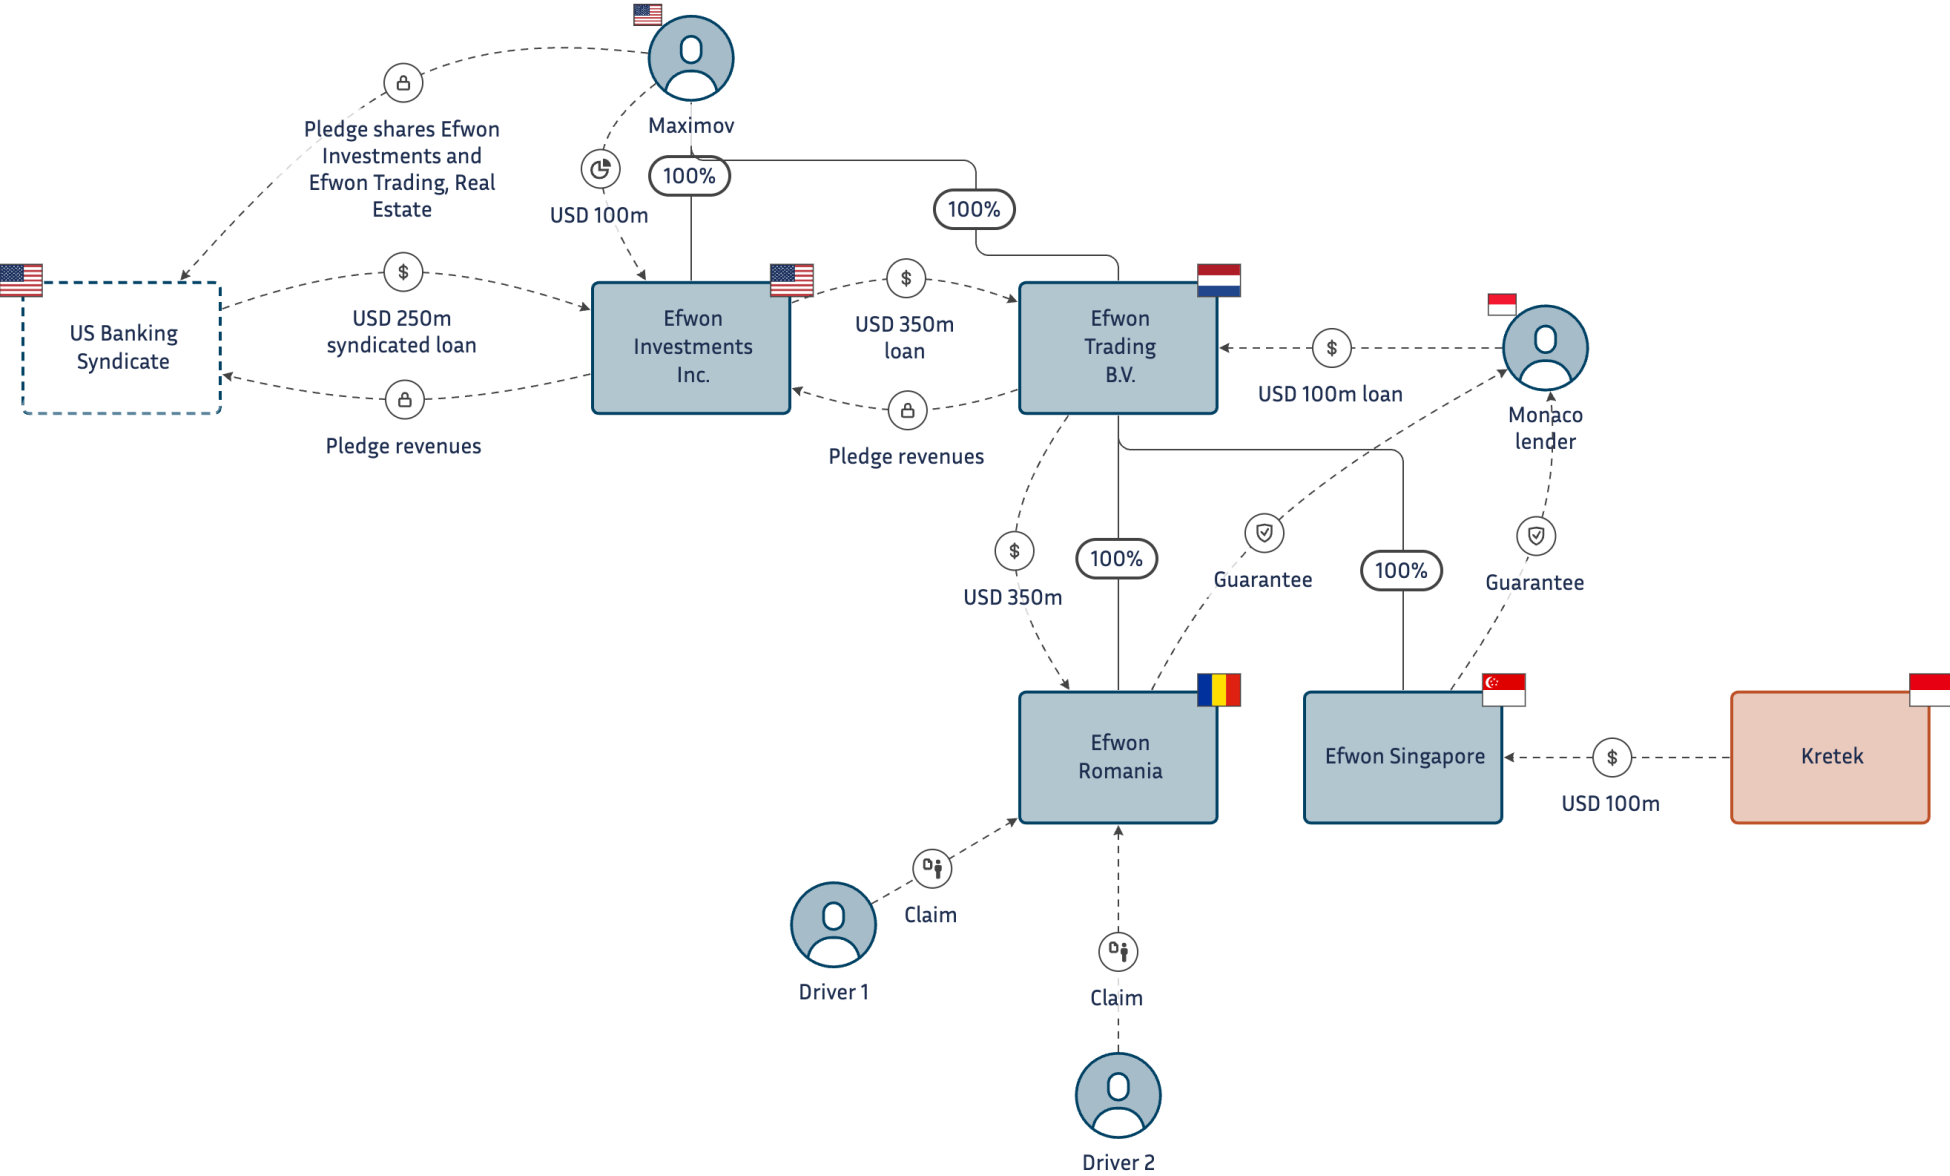 Maximov
Pledge shares Efwon
Investments and
Efwon Trading, Real
Estate
100%
USD 100m
100%
US Banking
Syndicate
$
USD 250m
syndicated loan
Pledge revenues
Efwon
Investments
Inc.
$
USD 350m
loan
Pledge revenues
Efwon
Trading
B.V.
$
USD 100m loan
Monaco
lender
$
USD 350m
100%
Guarantee
100%
Guarantee
Efwon
Romania
Efwon Singapore
$
USD 100m
Kretek
Claim
Driver 1
Claim
Driver 2